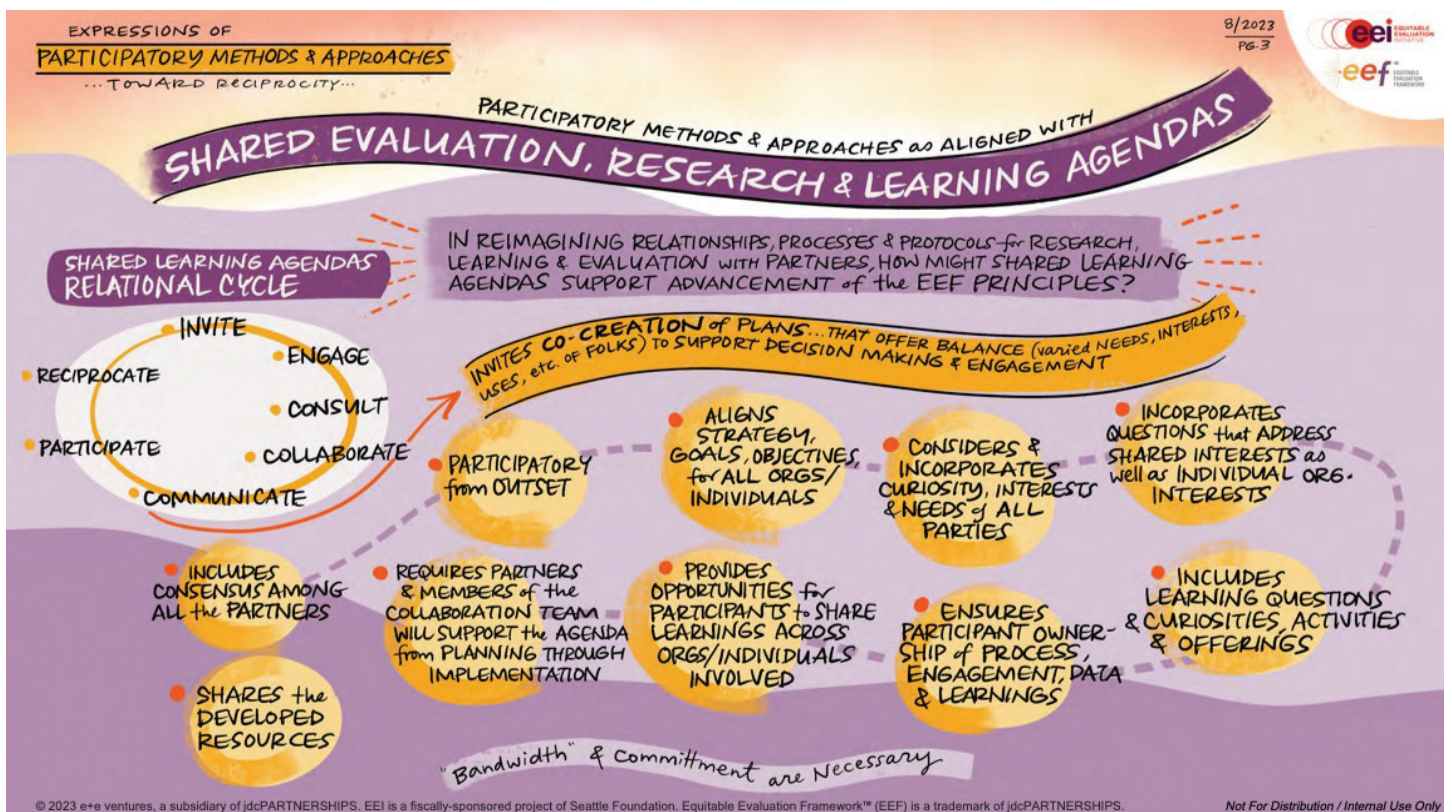 EXPRESSIONS OF
PARTICIPATORY METHODS & APPROACHES
...TOWARD RECIPROCITY...
8/2023
PG.3
eei EQUITABLE
EVALUATION
INITIATIVE
eef™ EQUITABLE
EVALUATION
FRAMEWORK
PARTICIPATORY METHODS & APPROACHES as ALIGNED WITH
SHARED EVALUATION, RESEARCH & LEARNING AGENDAS
SHARED LEARNING AGENDAS
RELATIONAL CYCLE
INVITE
ENGAGE
CONSULT
COLLABORATE
COMMUNICATE
PARTICIPATE
RECIPROCATE
IN REIMAGINING RELATIONSHIPS, PROCESSES & PROTOCOLS for RESEARCH,
LEARNING & EVALUATION with PARTNERS, HOW MIGHT SHARED LEARNING
AGENDAS SUPPORT ADVANCEMENT of the EEF PRINCIPLES?
INVITES CO-CREATION of PLANS...THAT OFFER BALANCE (varied NEEDS, INTERESTS,
USES, etc. OF FOLKS) TO SUPPORT DECISION MAKING & ENGAGEMENT
PARTICIPATORY
from OUTSET
ALIGNS
STRATEGY,
GOALS, OBJECTIVES,
for ALL ORGS/
INDIVIDUALS
CONSIDERS &
INCORPORATES
CURIOSITY, INTERESTS
& NEEDS of ALL
PARTIES
INCORPORATES
QUESTIONS that ADDRESS
SHARED INTERESTS as
well as INDIVIDUAL ORG.
INTERESTS
INCLUDES
LEARNING QUESTIONS
& CURIOSITIES, ACTIVITIES
& OFFERINGS
ENSURES
PARTICIPANT OWNER-
SHIP of PROCESS,
ENGAGEMENT, DATA
& LEARNINGS
PROVIDES
OPPORTUNITIES for
PARTICIPANTS to SHARE
LEARNINGS ACROSS
ORGS/INDIVIDUALS
INVOLVED
REQUIRES PARTNERS
& MEMBERS of the
COLLABORATION TEAM
WILL SUPPORT the AGENDA
from PLANNING THROUGH
IMPLEMENTATION
INCLUDES
CONSENSUS AMONG
ALL the PARTNERS
SHARES the
DEVELOPED
RESOURCES
"Bandwidth" & Committment are Necessary
© 2023 e+e ventures, a subsidiary of jdcPARTNERSHIPS. EEI is a fiscally-sponsored project of Seattle Foundation. Equitable Evaluation Framework™ (EEF) is a trademark of jdcPARTNERSHIPS.
Not For Distribution / Internal Use Only